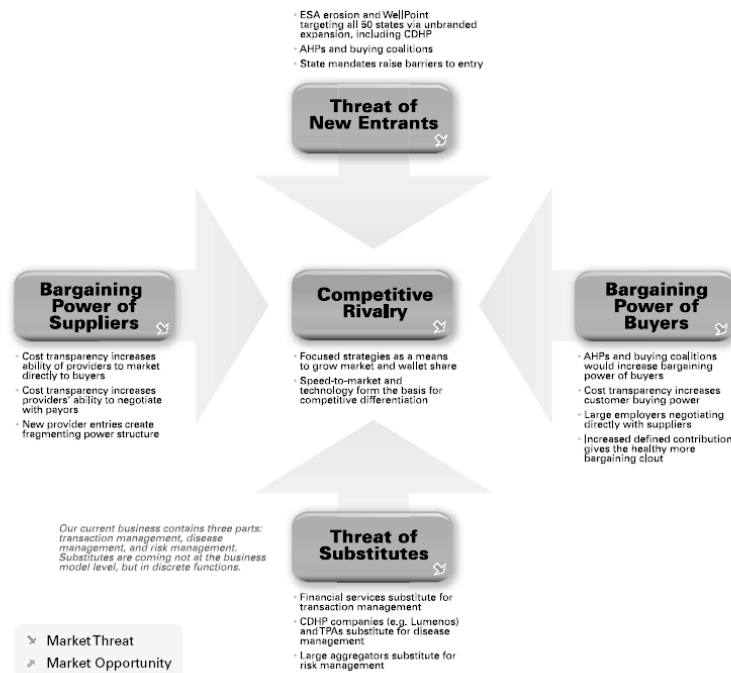 • ESA erosion and WellPoint
targeting all 50 states via unbranded
expansion, including CDHP
• AHPs and buying coalitions
• State mandates raise barriers to entry
Threat of
New Entrants
Bargaining
Power of
Suppliers
• Cost transparency increases
ability of providers to market
directly to buyers
• Cost transparency increases
providers' ability to negotiate
with payors
• New provider entries create
fragmenting power structure
Competitive
Rivalry
• Focused strategies as a means
to grow market and wallet share
• Speed-to-market and
technology form the basis for
competitive differentiation
Bargaining
Power of
Buyers
• AHPs and buying coalitions
would increase bargaining
power of buyers
• Cost transparency increases
customer buying power
• Large employers negotiating
directly with suppliers
• Increased defined contribution
gives the healthy more
bargaining clout
Our current business contains three parts:
transaction management, disease
management, and risk management.
Substitutes are coming not at the business
model level, but in discrete functions.
Threat of
Substitutes
• Financial services substitute for
transaction management
• CDHP companies (e.g. Lumenos)
and TPAs substitute for disease
management
• Large aggregators substitute for
risk management
Market Threat
Market Opportunity